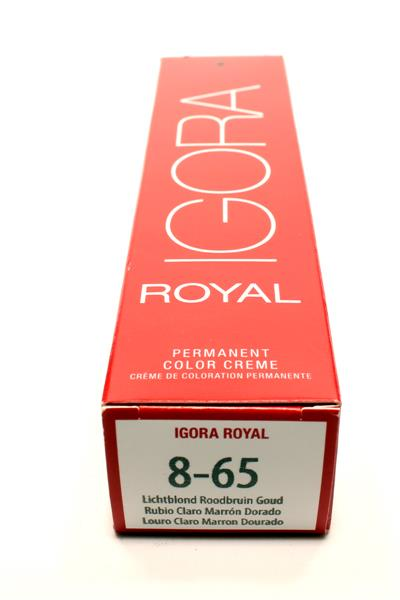 IGORA
ROYAL
PERMANENT
COLOR CREME
CRÈME DE COLORATION PERMANENTE
IGORA ROYAL
8-65
Lichtblond Roodbruin Goud
Rubio Claro Marrón Dorado
Louro Claro Marron Dourado